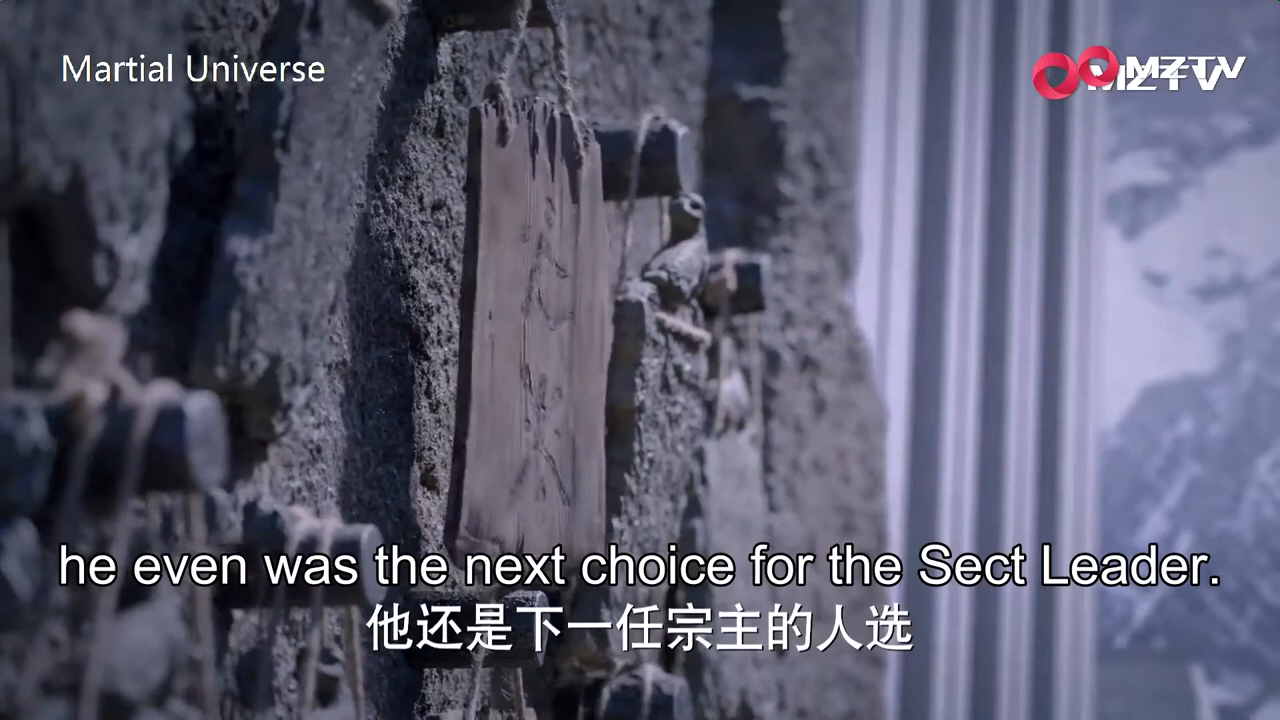 Martial Universe
MZTV
MZTV
he even was the next choice for the Sect Leader.
他还是下一任宗主的人选